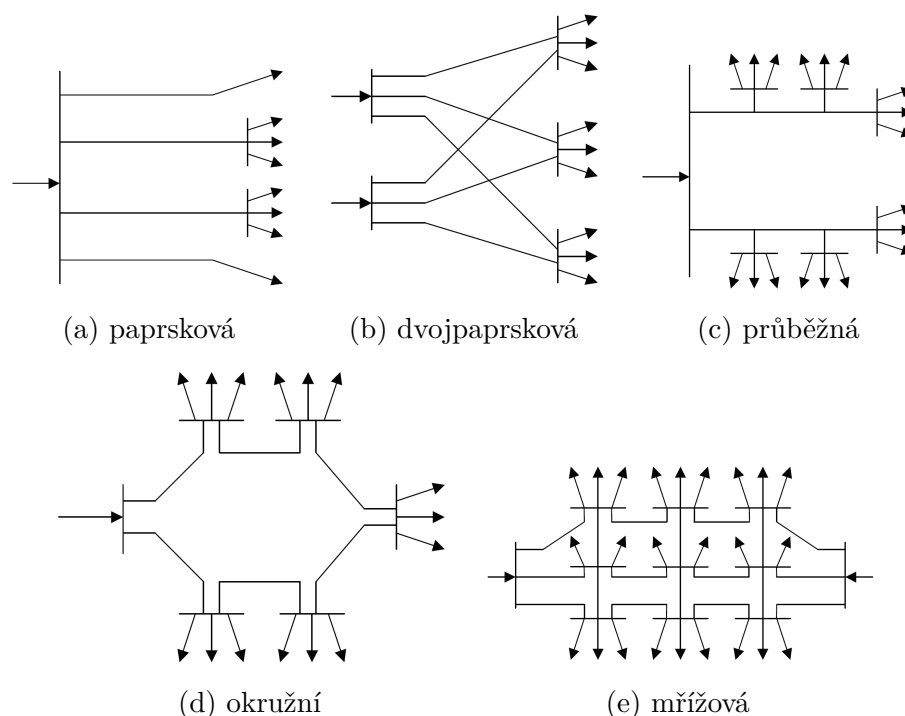 (a) paprsková
(b) dvojpaprsková
(c) průběžná
(d) okružní
(e) mřížová